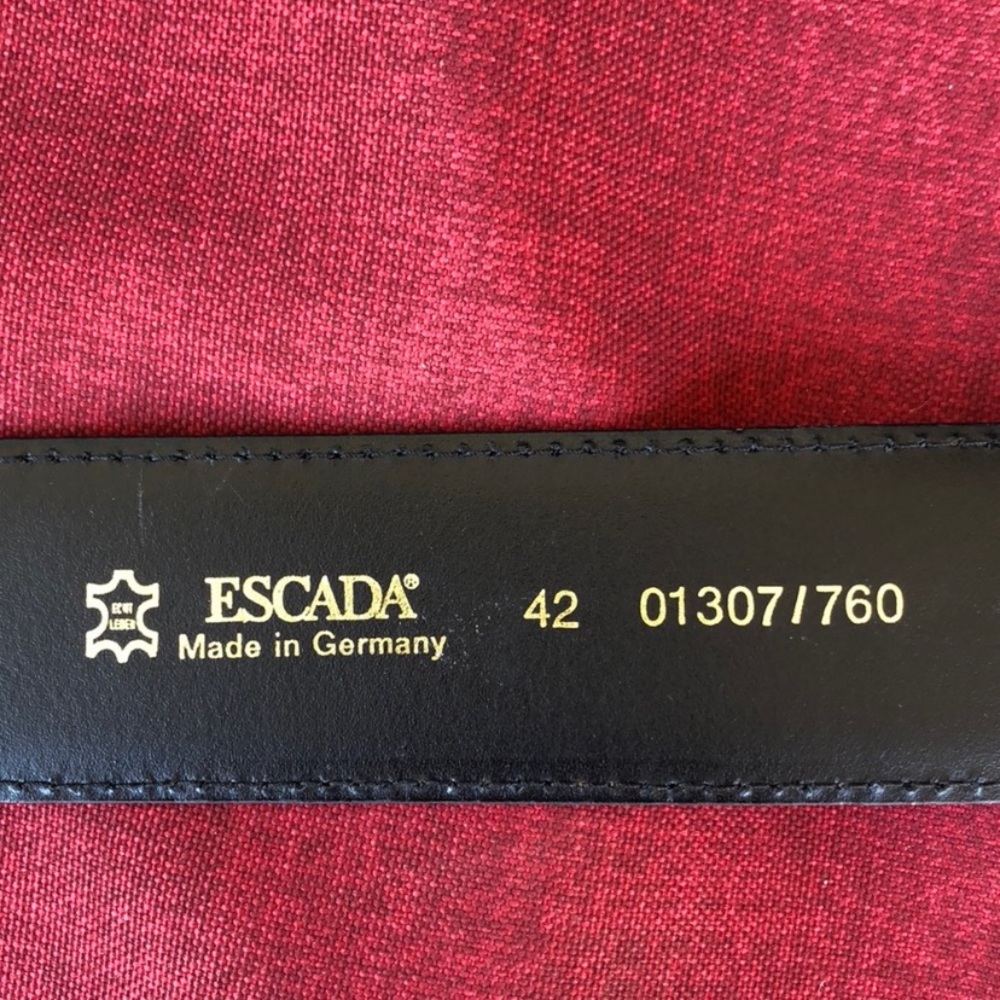 ECHT
LEDER
ESCADA®
Made in Germany
42
01307/760